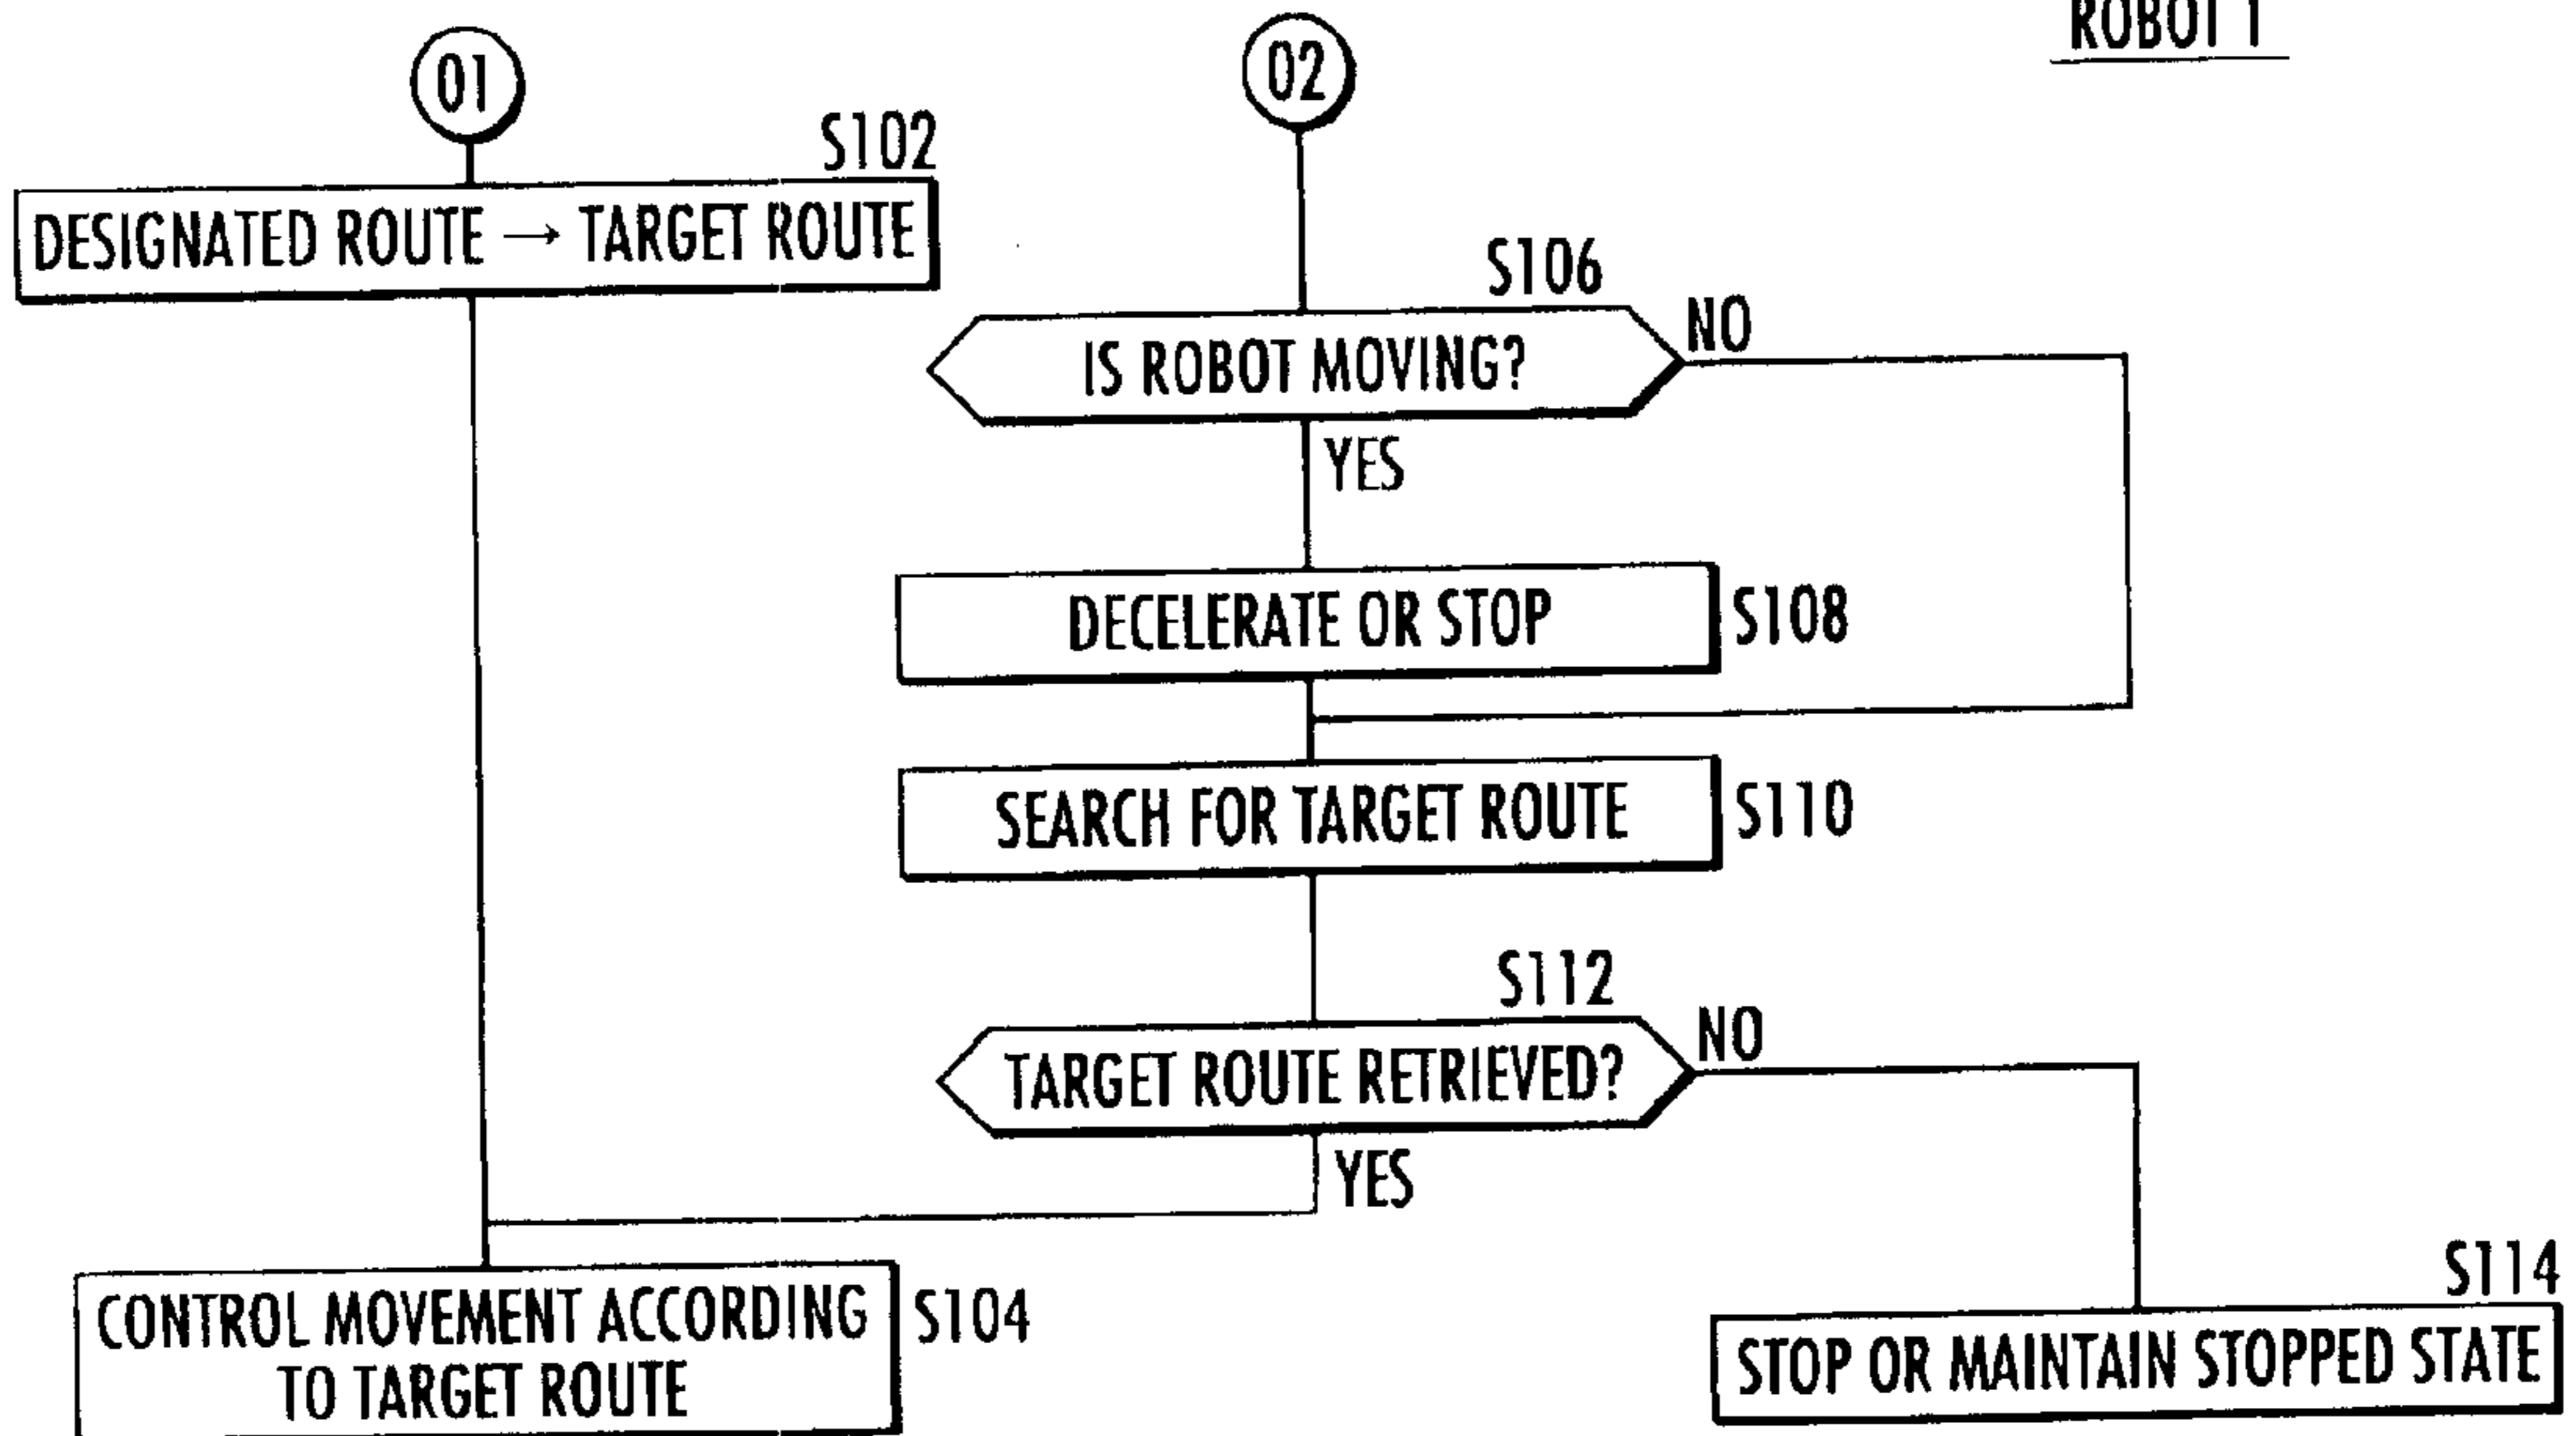 ROBOT 1
01
02
S102
DESIGNATED ROUTE → TARGET ROUTE
S106
IS ROBOT MOVING?
NO
YES
DECELERATE OR STOP
S108
SEARCH FOR TARGET ROUTE
S110
S112
TARGET ROUTE RETRIEVED?
NO
YES
CONTROL MOVEMENT ACCORDING
TO TARGET ROUTE
S104
S114
STOP OR MAINTAIN STOPPED STATE